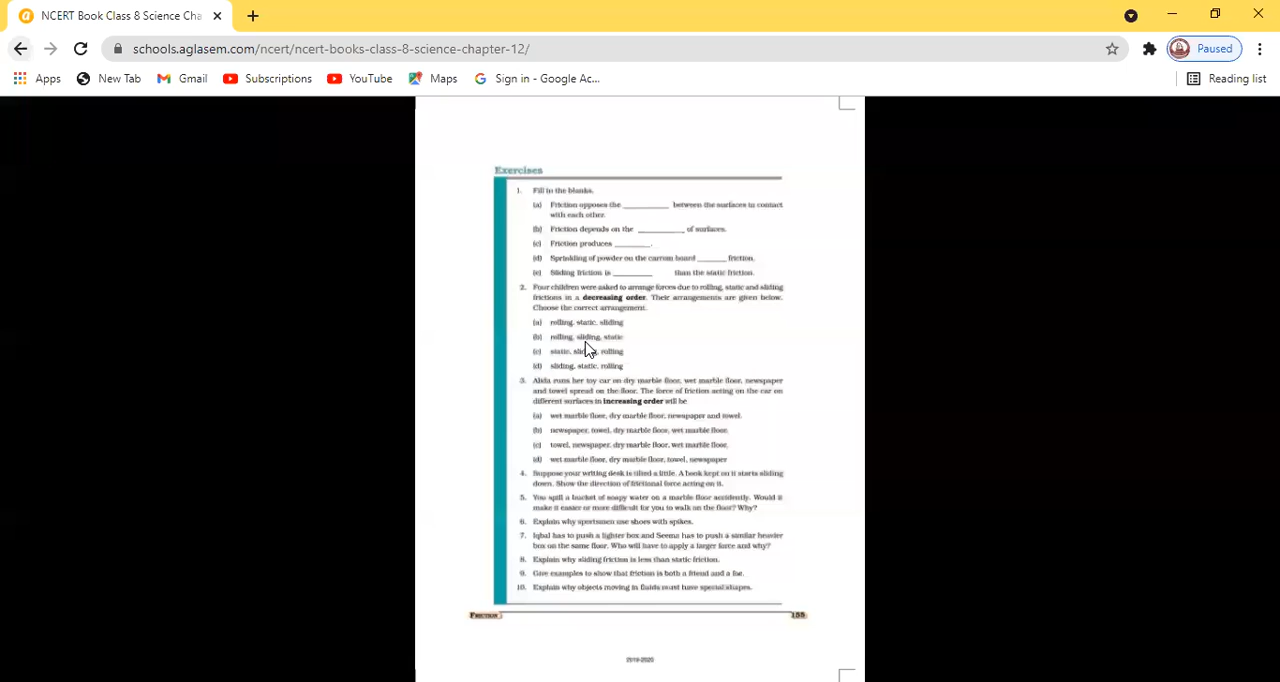 NCERT Book Class 8 Science Cha
schools.aglasem.com/ncert/ncert-books-class-8-science-chapter-12/
Paused
Apps New Tab Gmail Subscriptions YouTube Maps Sign in - Google Ac... Reading list
Exercises
1. Fill in the blanks.
(a) Friction opposes the __________ between the surfaces in contact
with each other.
(b) Friction depends on the __________ of surfaces.
(c) Friction produces ________.
(d) Sprinkling of powder on the carrom board ______ friction.
(e) Sliding friction is ________ than the static friction.
2. Four children were asked to arrange forces due to rolling, static and sliding
frictions in a decreasing order. Their arrangements are given below.
Choose the correct arrangement.
(a) rolling, static, sliding
(b) rolling, sliding, static
(c) static, sliding, rolling
(d) sliding, static, rolling
3. Alida runs her toy car on dry marble floor, wet marble floor, newspaper
and towel spread on the floor. The force of friction acting on the car on
different surfaces in increasing order will be
(a) wet marble floor, dry marble floor, newspaper and towel.
(b) newspaper, towel, dry marble floor, wet marble floor.
(c) towel, newspaper, dry marble floor, wet marble floor.
(d) wet marble floor, dry marble floor, towel, newspaper
4. Suppose your writing desk is tilted a little. A book kept on it starts sliding
down. Show the direction of frictional force acting on it.
5. You spill a bucket of soapy water on a marble floor accidently. Would it
make it easier or more difficult for you to walk on the floor? Why?
6. Explain why sportsmen use shoes with spikes.
7. Iqbal has to push a lighter box and Seema has to push a similar heavier
box on the same floor. Who will have to apply a larger force and why?
8. Explain why sliding friction is less than static friction.
9. Give examples to show that friction is both a friend and a foe.
10. Explain why objects moving in fluids must have special shapes.
FRICTION 155
2019-2020